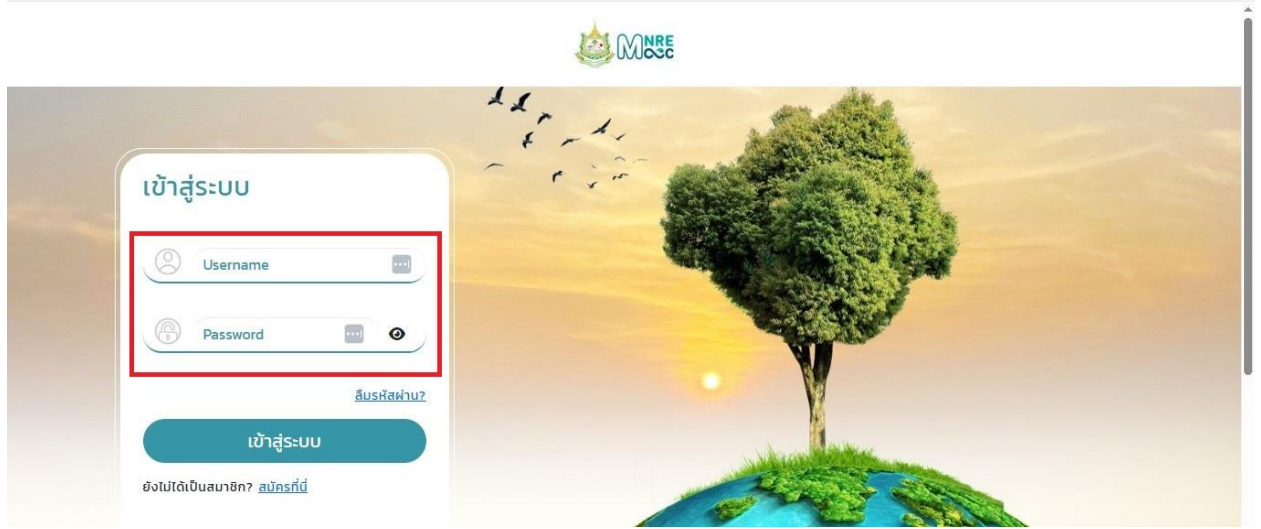 MNRE
MOOC
เข้าสู่ระบบ
Username
Password
ลืมรหัสผ่าน?
เข้าสู่ระบบ
ยังไม่ได้เป็นสมาชิก? สมัครที่นี่